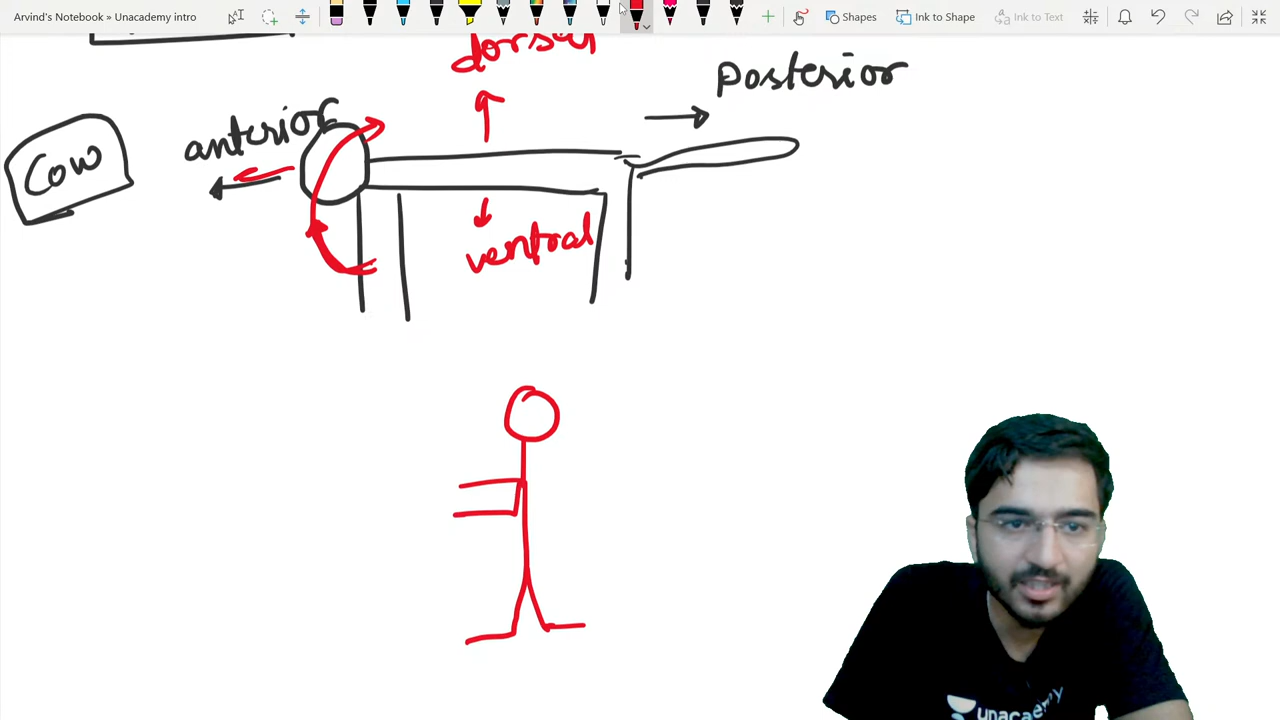 Arvind's Notebook » Unacademy intro
Shapes
Ink to Shape
Ink to Text
dorsal
posterior
anterior
Cow
ventral
unacademy